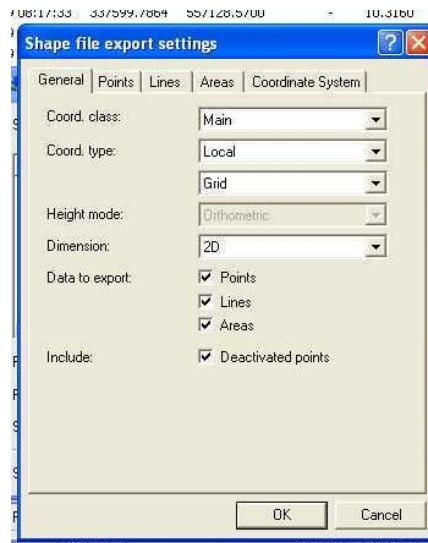 08:17:33 337599.7864 557128.5700 - 10.3160
Shape file export settings
General Points Lines Areas Coordinate System
Coord. class: Main
Coord. type: Local
Grid
Height mode: Orthometric
Dimension: 2D
Data to export: Points
Lines
Areas
Include: Deactivated points
OK Cancel